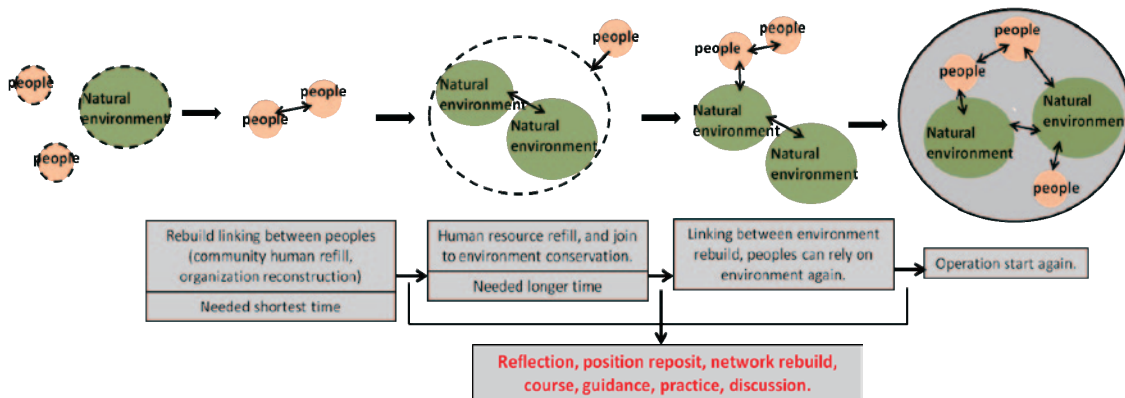 people
people
Natural
environment
people
people
people
Natural
environment
Natural
environment
people
people
Natural
environment
Natural
environment
people
people
Natural
environment
Natural
environment
people
Rebuild linking between peoples
(community human refill,
organization reconstruction)
Needed shortest time
Human resource refill, and join
to environment conservation.
Needed longer time
Linking between environment
rebuild, peoples can rely on
environment again.
Operation start again.
Reflection, position reposit, network rebuild,
course, guidance, practice, discussion.